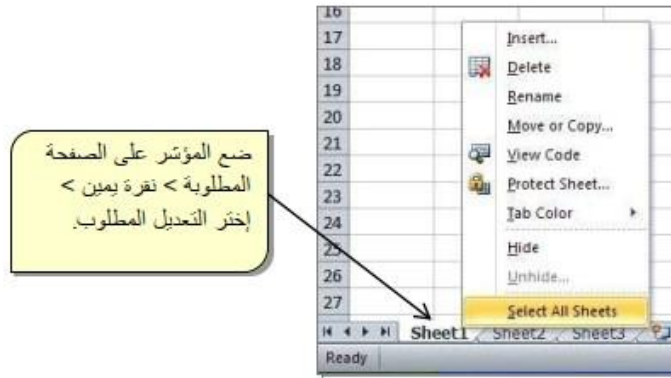 ضع المؤشر على الصفحة
المطلوبة > نقرة يمين >
إختر التعديل المطلوب.
16
17
18
19
20
21
22
23
24
25
26
27
Insert...
Delete
Rename
Move or Copy...
View Code
Protect Sheet...
Tab Color
Hide
Unhide...
Select All Sheets
Sheet1 Sheet2 Sheet3
Ready